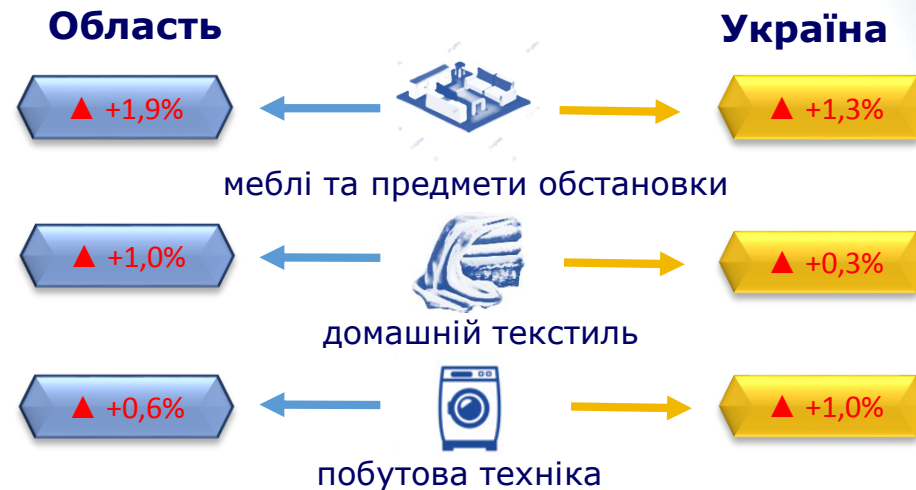 Область
Україна
▲ +1,9%
▲ +1,3%
меблі та предмети обстановки
▲ +1,0%
▲ +0,3%
домашній текстиль
▲ +0,6%
▲ +1,0%
побутова техніка